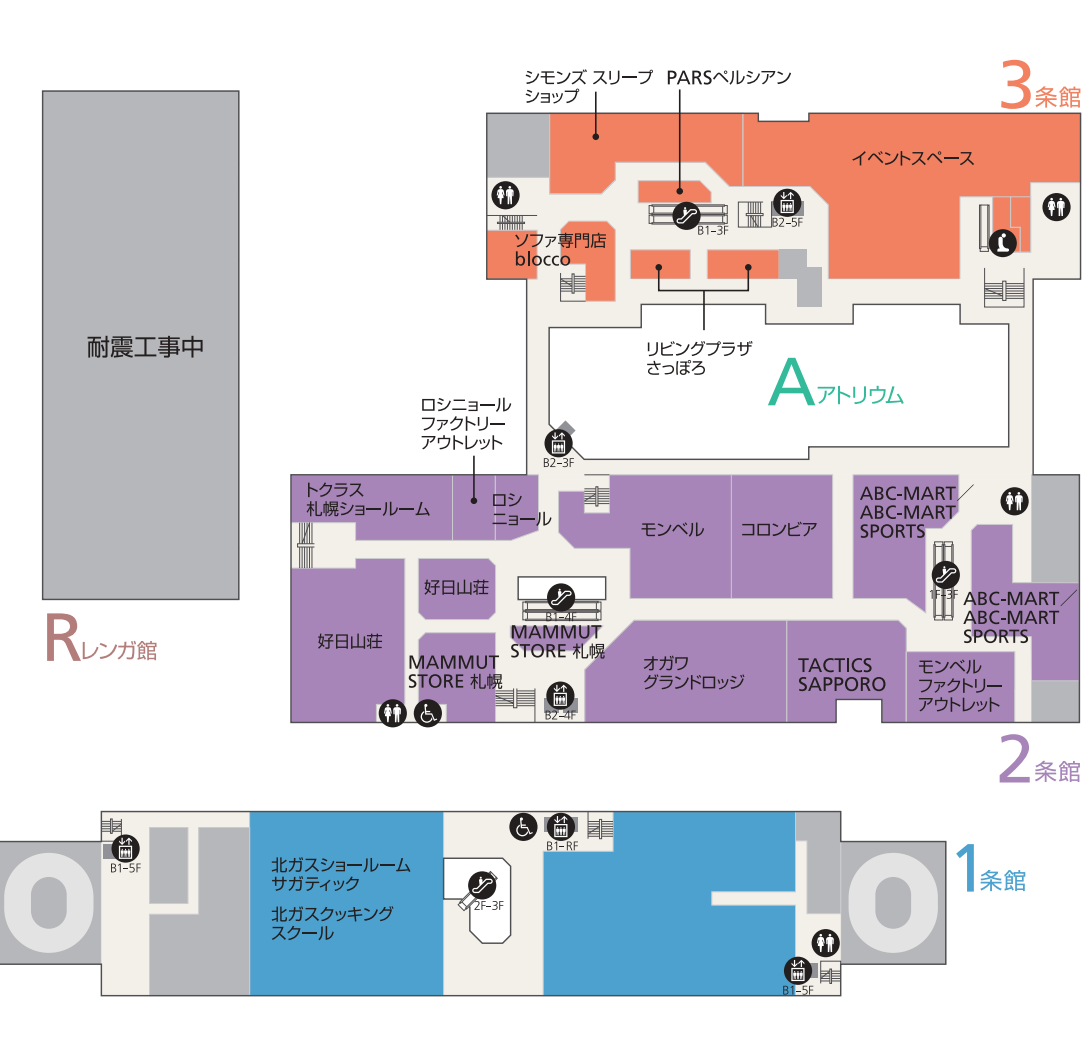 3条館
シモンズ スリープ
ショップ
PARSペルシアン
イベントスペース
B1–3F
B2–5F
ソファ専門店
blocco
リビングプラザ
さっぽろ
Aアトリウム
耐震工事中
Rレンガ館
ロシニョール
ファクトリー
アウトレット
B2–3F
トクラス
札幌ショールーム
ロシ
ニョール
モンベル
コロンビア
ABC-MART／
ABC-MART
SPORTS
好日山荘
B1–4F
1F–3F
ABC-MART／
ABC-MART
SPORTS
好日山荘
MAMMUT
STORE 札幌
MAMMUT
STORE 札幌
オガワ
グランドロッジ
TACTICS
SAPPORO
モンベル
ファクトリー
アウトレット
B2–4F
2条館
B1–5F
B1–RF
1条館
北ガスショールーム
サガティック
北ガスクッキング
スクール
2F–3F
B1–5F